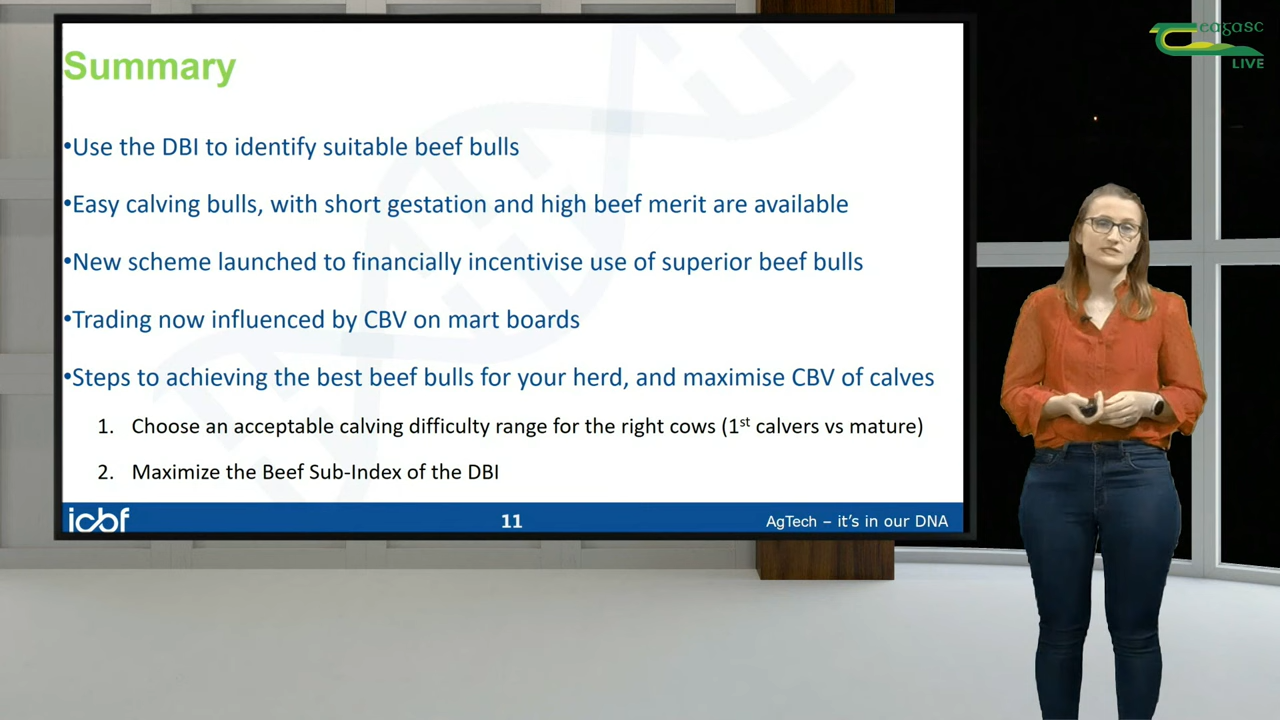 eagasc
LIVE
Summary
•Use the DBI to identify suitable beef bulls
•Easy calving bulls, with short gestation and high beef merit are available
•New scheme launched to financially incentivise use of superior beef bulls
•Trading now influenced by CBV on mart boards
•Steps to achieving the best beef bulls for your herd, and maximise CBV of calves
1. Choose an acceptable calving difficulty range for the right cows (1st calvers vs mature)
2. Maximize the Beef Sub-Index of the DBI
icbf
11
AgTech – it's in our DNA